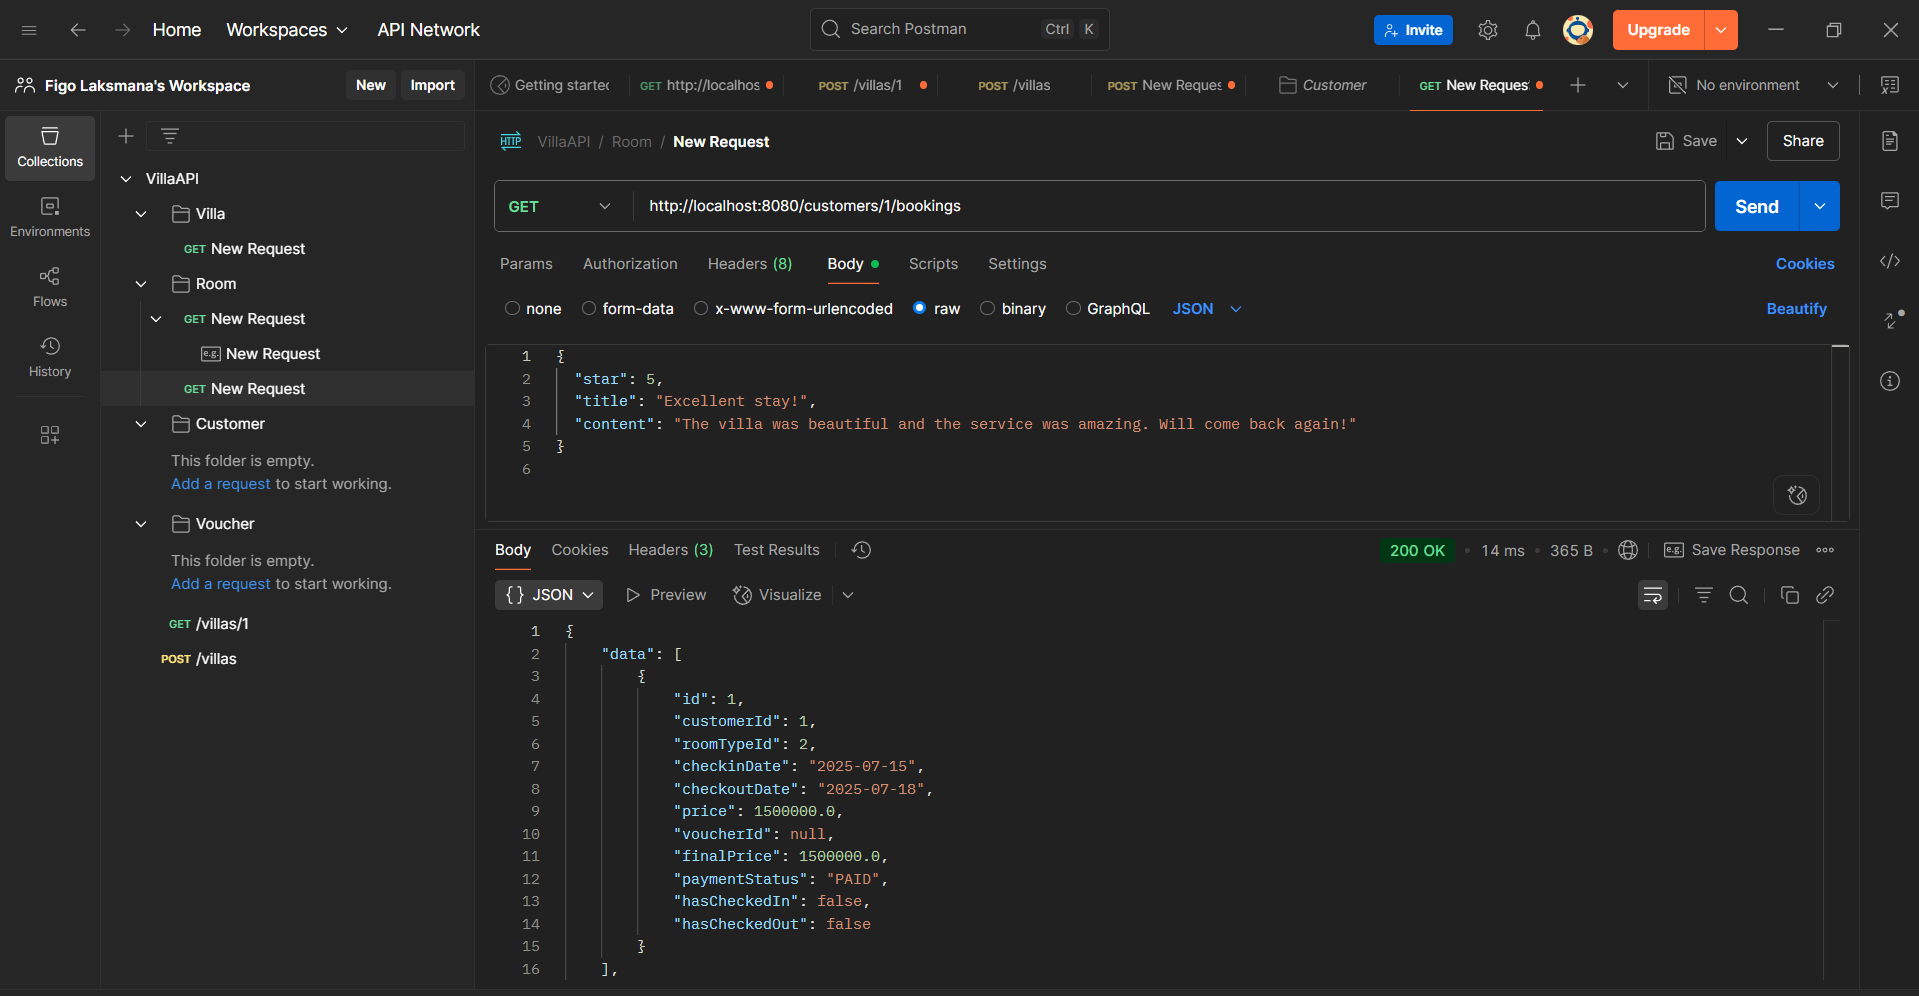 Home
Workspaces
API Network
Search Postman
Ctrl K
Invite
Upgrade
Figo Laksmana's Workspace
New
Import
Getting started
GET http://localhos
POST /villas/1
POST /villas
POST New Reques
Customer
GET New Reques
No environment
Collections
Environments
Flows
History
VillaAPI
Villa
GET New Request
Room
GET New Request
e.g. New Request
GET New Request
Customer
This folder is empty.
Add a request to start working.
Voucher
This folder is empty.
Add a request to start working.
GET /villas/1
POST /villas
HTTP VillaAPI / Room / New Request
Save
Share
GET
http://localhost:8080/customers/1/bookings
Send
Params
Authorization
Headers (8)
Body
Scripts
Settings
Cookies
none
form-data
x-www-form-urlencoded
raw
binary
GraphQL
JSON
Beautify
1 {
2 "star": 5,
3 "title": "Excellent stay!",
4 "content": "The villa was beautiful and the service was amazing. Will come back again!"
5 }
6
Body
Cookies
Headers (3)
Test Results
200 OK
14 ms
365 B
e.g. Save Response
{} JSON
Preview
Visualize
1 {
2 "data": [
3 {
4 "id": 1,
5 "customerId": 1,
6 "roomTypeId": 2,
7 "checkinDate": "2025-07-15",
8 "checkoutDate": "2025-07-18",
9 "price": 1500000.0,
10 "voucherId": null,
11 "finalPrice": 1500000.0,
12 "paymentStatus": "PAID",
13 "hasCheckedIn": false,
14 "hasCheckedOut": false
15 }
16 ],